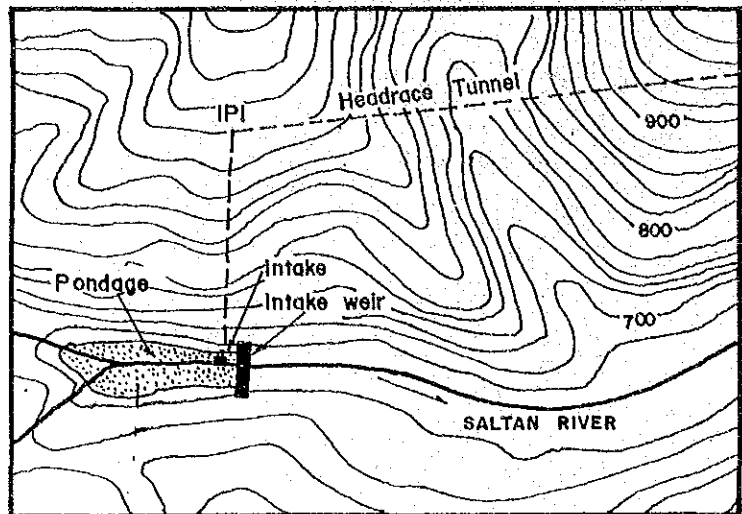 IPI
Headrace Tunnel
900
800
Pondage
Intake
Intake weir
700
SALTAN RIVER